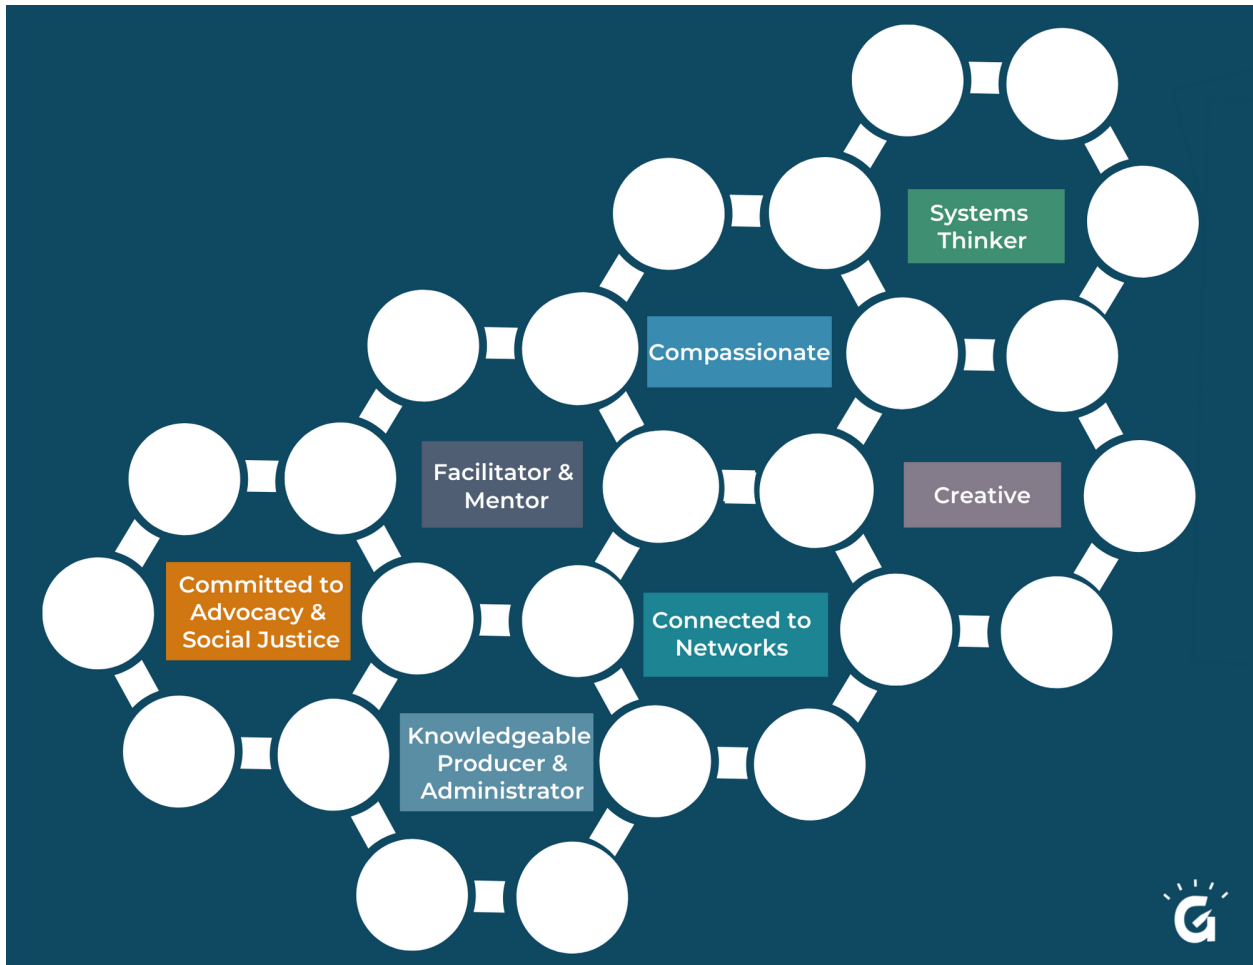 Systems
Thinker
Compassionate
Facilitator &
Mentor
Creative
Committed to
Advocacy &
Social Justice
Connected to
Networks
Knowledgeable
Producer &
Administrator
G